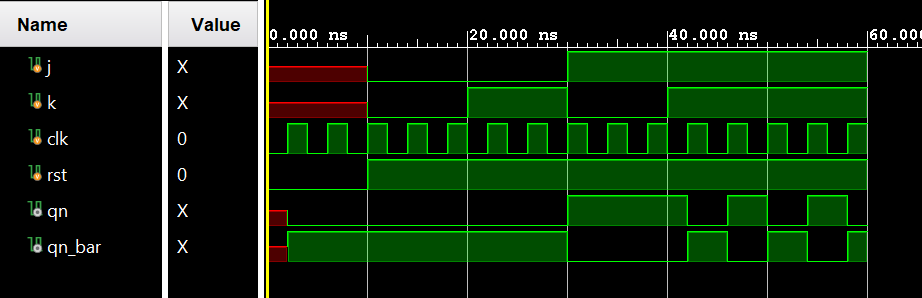 Name Value 0.000 ns 20.000 ns 40.000 ns 60.000
j X
k X
clk 0
rst 0
qn X
qn_bar X